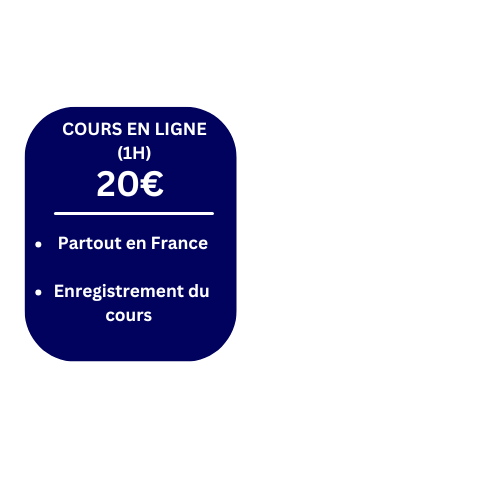 COURS EN LIGNE
(1H)
20€
• Partout en France
• Enregistrement du
cours